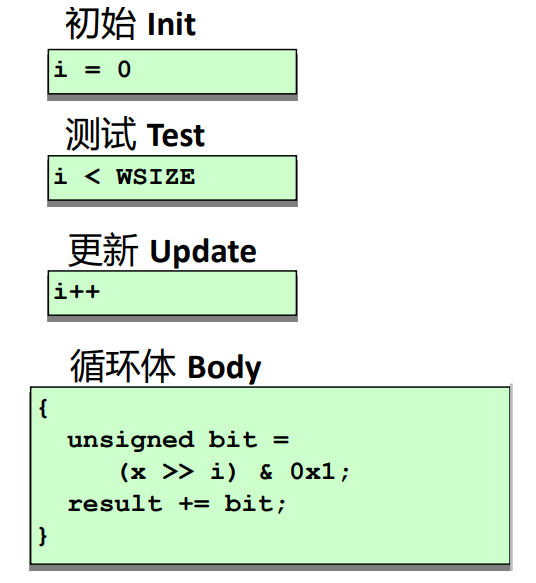 初始 Init
i = 0
测试 Test
i < WSIZE
更新 Update
i++
循环体 Body
{
  unsigned bit =
     (x >> i) & 0x1;
  result += bit;
}